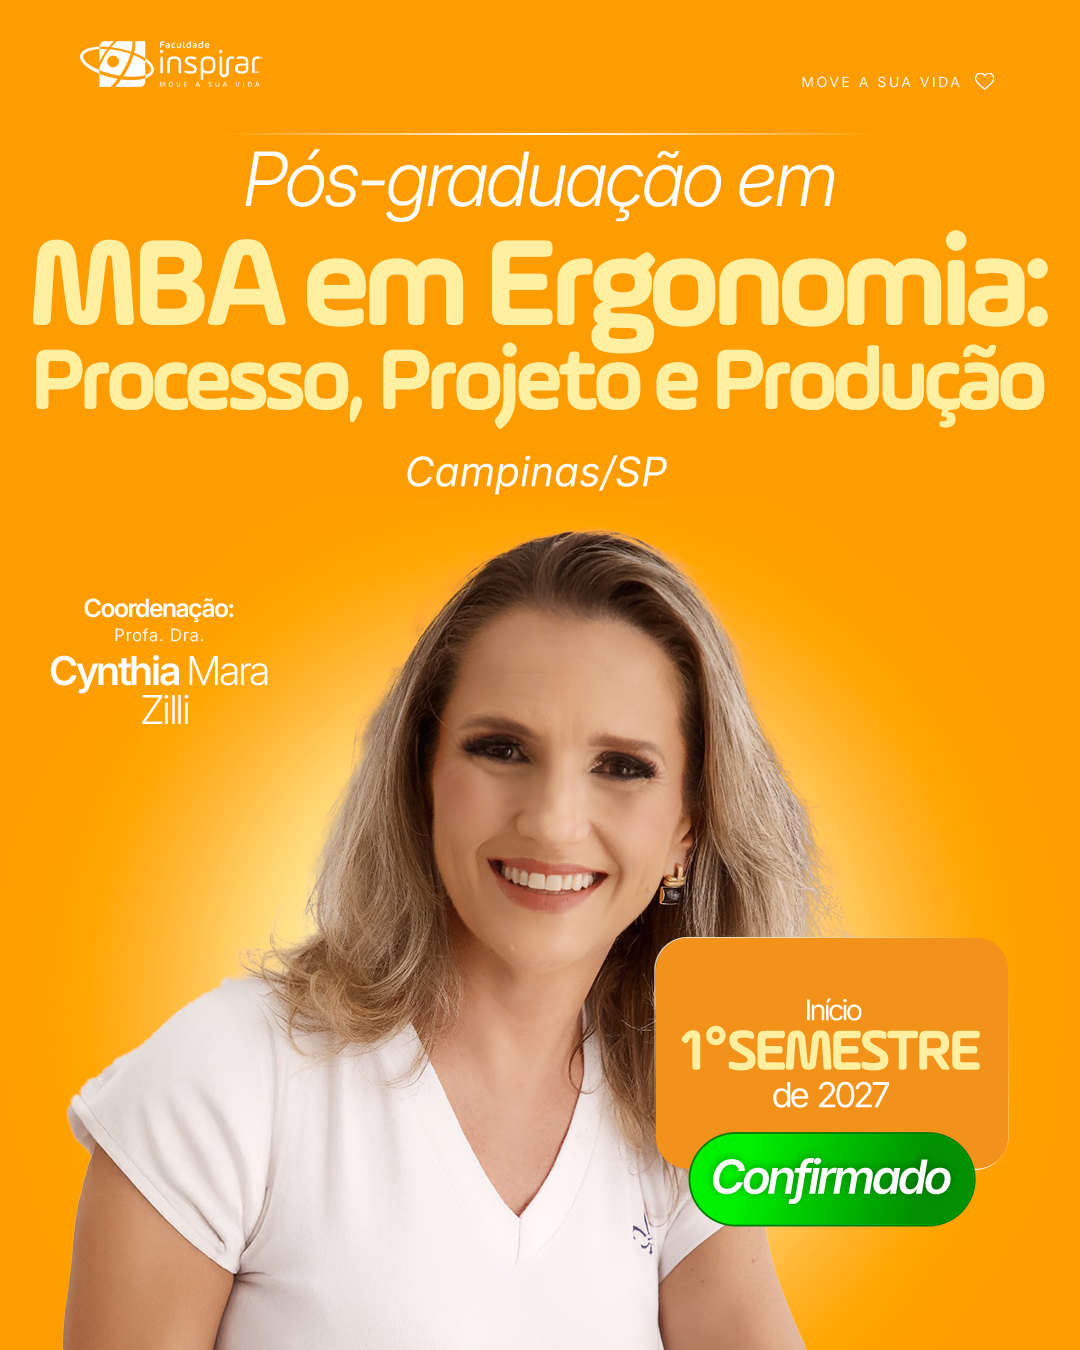 Faculdade
inspirar
MOVE A SUA VIDA
MOVE A SUA VIDA
Pós-graduação em
MBA em Ergonomia:
Processo, Projeto e Produção
Campinas/SP
Coordenação:
Profa. Dra.
Cynthia Mara
Zilli
Início
1°SEMESTRE
de 2027
Confirmado